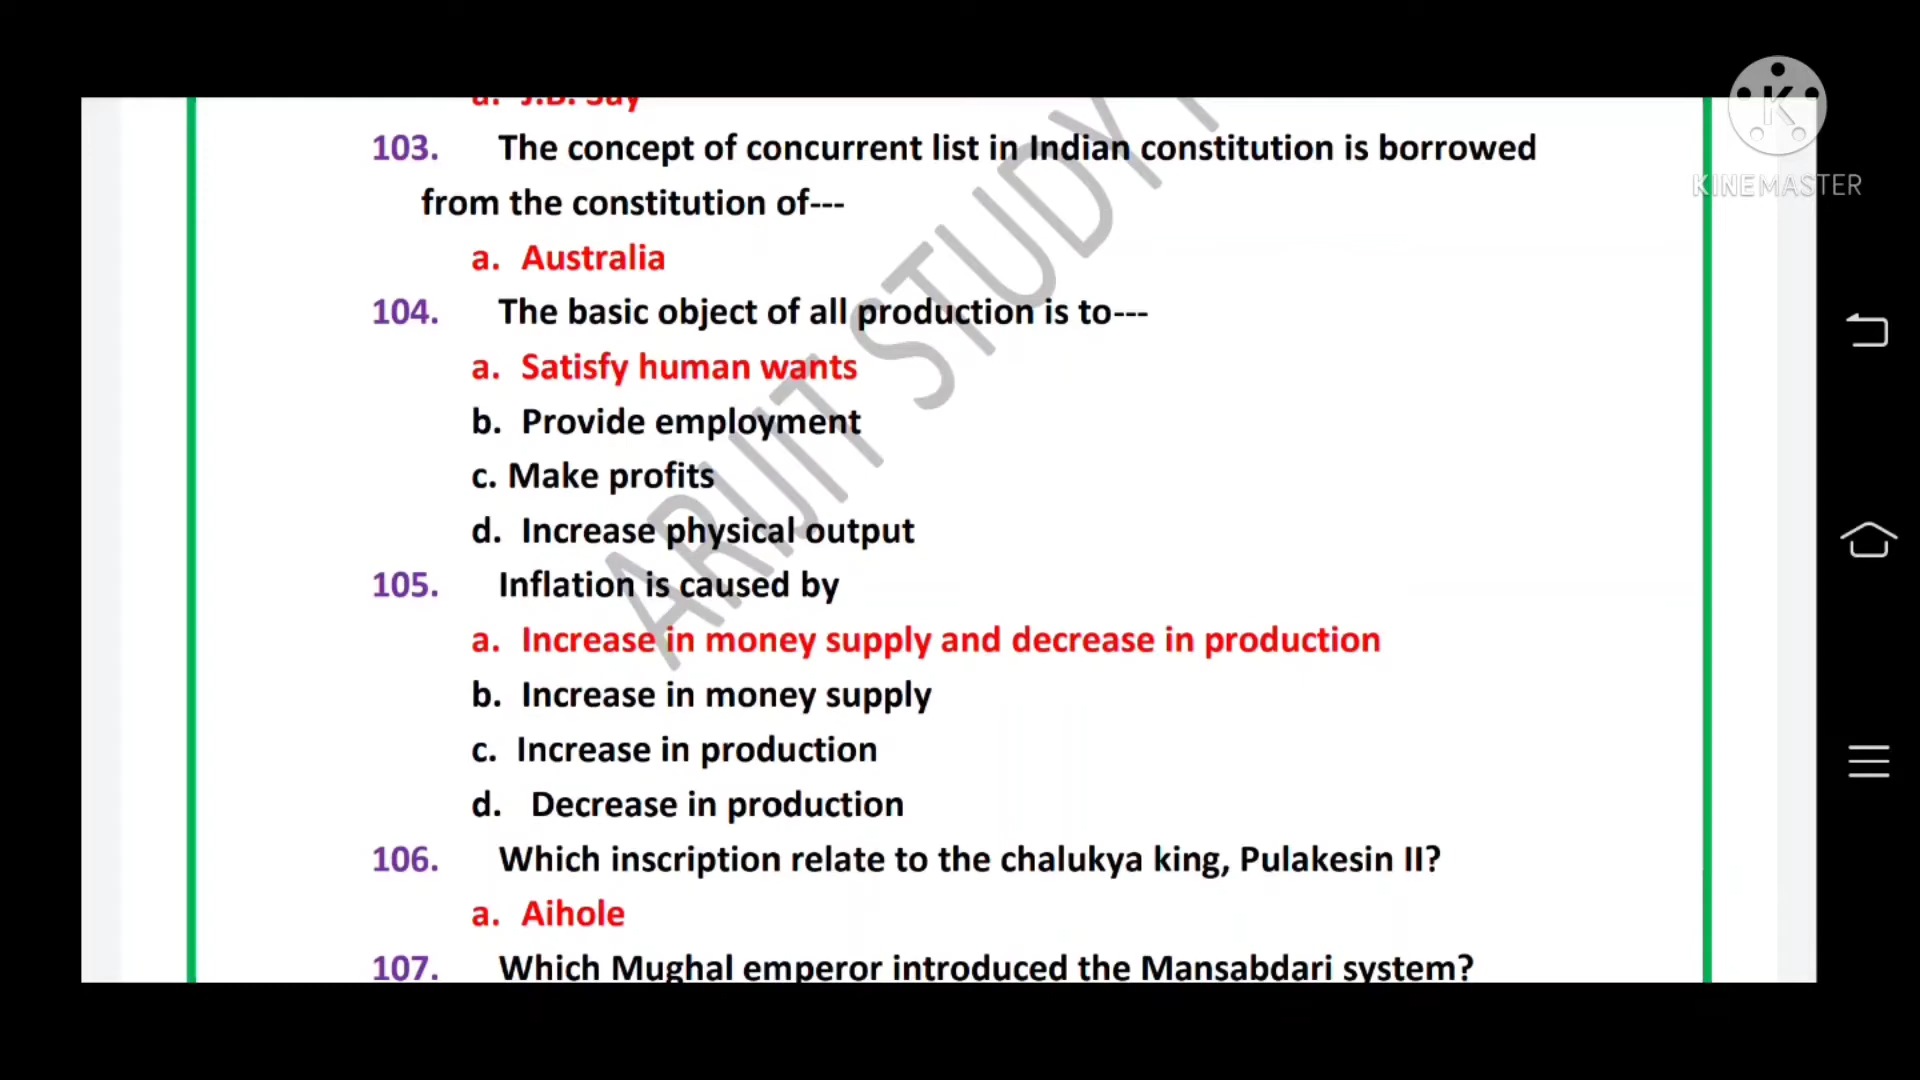 a. J.B. Say
103. The concept of concurrent list in Indian constitution is borrowed
from the constitution of---
a. Australia
104. The basic object of all production is to---
a. Satisfy human wants
b. Provide employment
c. Make profits
d. Increase physical output
105. Inflation is caused by
a. Increase in money supply and decrease in production
b. Increase in money supply
c. Increase in production
d. Decrease in production
106. Which inscription relate to the chalukya king, Pulakesin II?
a. Aihole
107. Which Mughal emperor introduced the Mansabdari system?
ARIJIT STUDY
K
KINEMASTER